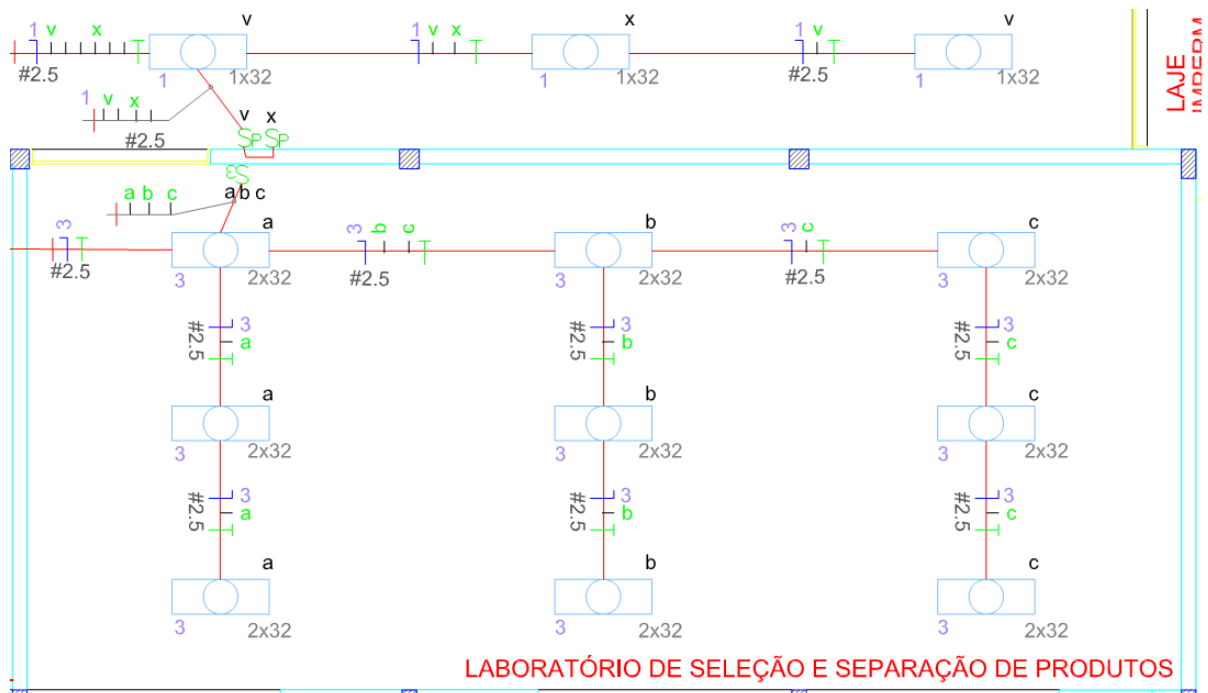 v x v
1 v x 1 v x 1 v
#2.5 1 1x32 1 1x32 #2.5 1 1x32
LAJE
IMPERM
1 v x
#2.5
v x
SP SP
S3
a b c a b c
3 a 3 b c b 3 c c
#2.5 3 2x32 #2.5 3 2x32 #2.5 3 2x32
#2.5 3 #2.5 3 #2.5 3
a b c
a b c
3 2x32 3 2x32 3 2x32
#2.5 3 #2.5 3 #2.5 3
a b c
a b c
3 2x32 3 2x32 3 2x32
LABORATÓRIO DE SELEÇÃO E SEPARAÇÃO DE PRODUTOS